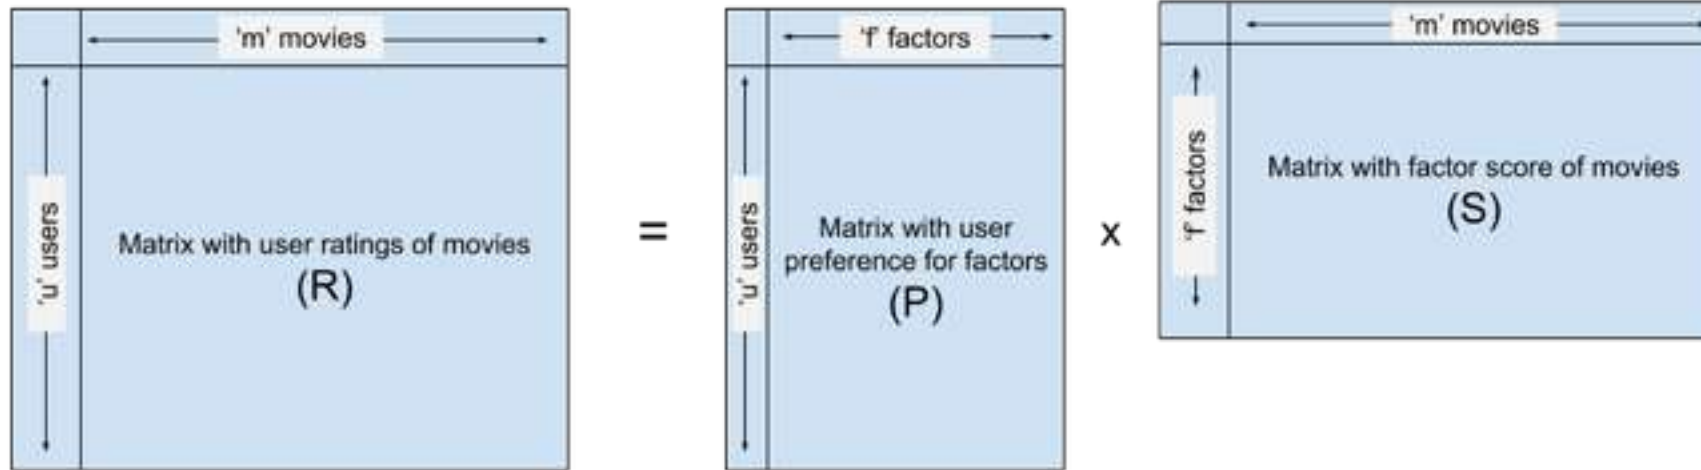 'm' movies
'u' users
Matrix with user ratings of movies
(R)
=
'f' factors
'u' users
Matrix with user
preference for factors
(P)
x
'm' movies
'f' factors
Matrix with factor score of movies
(S)